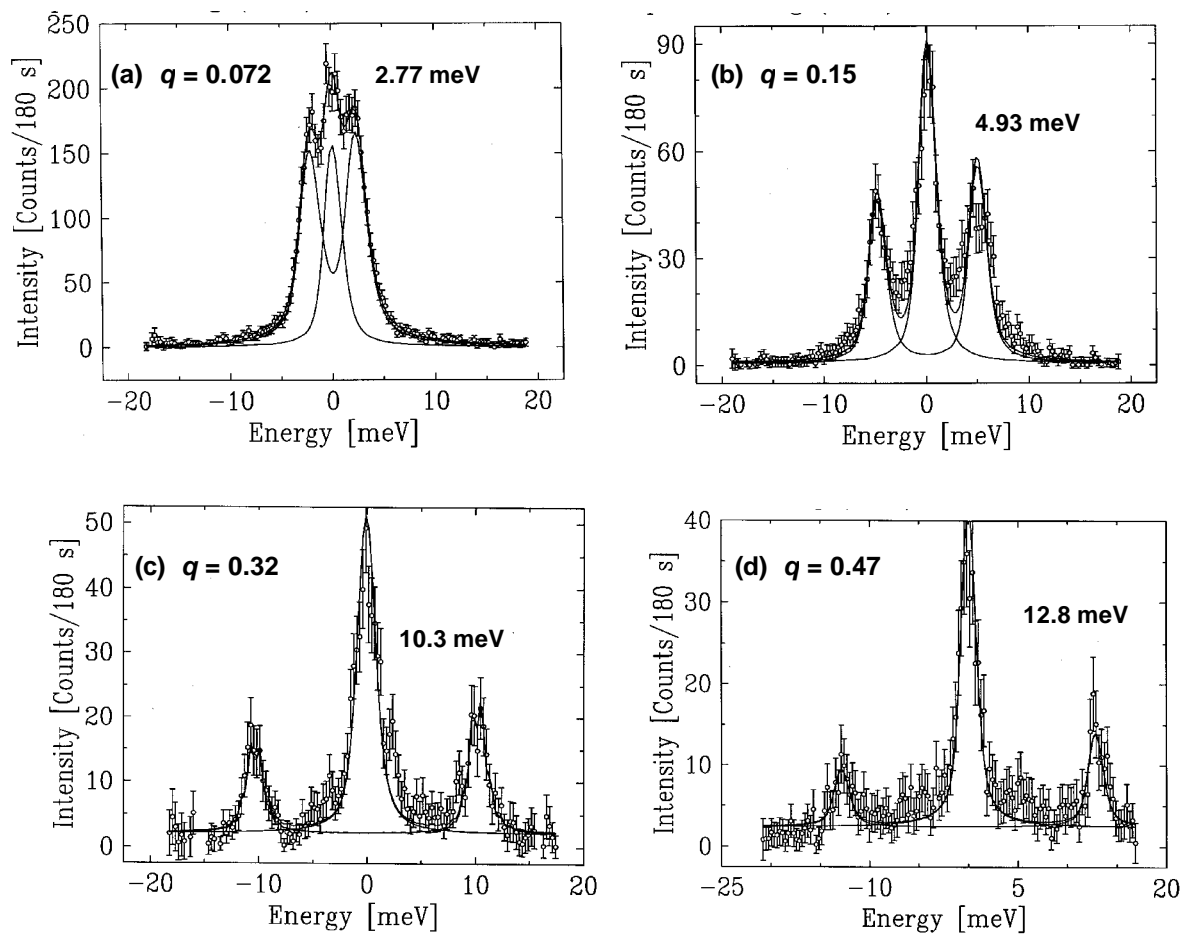 250
200
150
100
50
0
(a) q = 0.072
2.77 meV
Intensity [Counts/180 s]
−20
−10
0
10
20
Energy [meV]
90
60
30
0
(b) q = 0.15
4.93 meV
Intensity [Counts/180 s]
−20
−10
0
10
20
Energy [meV]
50
40
30
20
10
0
(c) q = 0.32
10.3 meV
Intensity [Counts/180 s]
−20
−10
0
10
20
Energy [meV]
40
30
20
10
0
(d) q = 0.47
12.8 meV
Intensity [Counts/180 s]
−25
−10
5
20
Energy [meV]